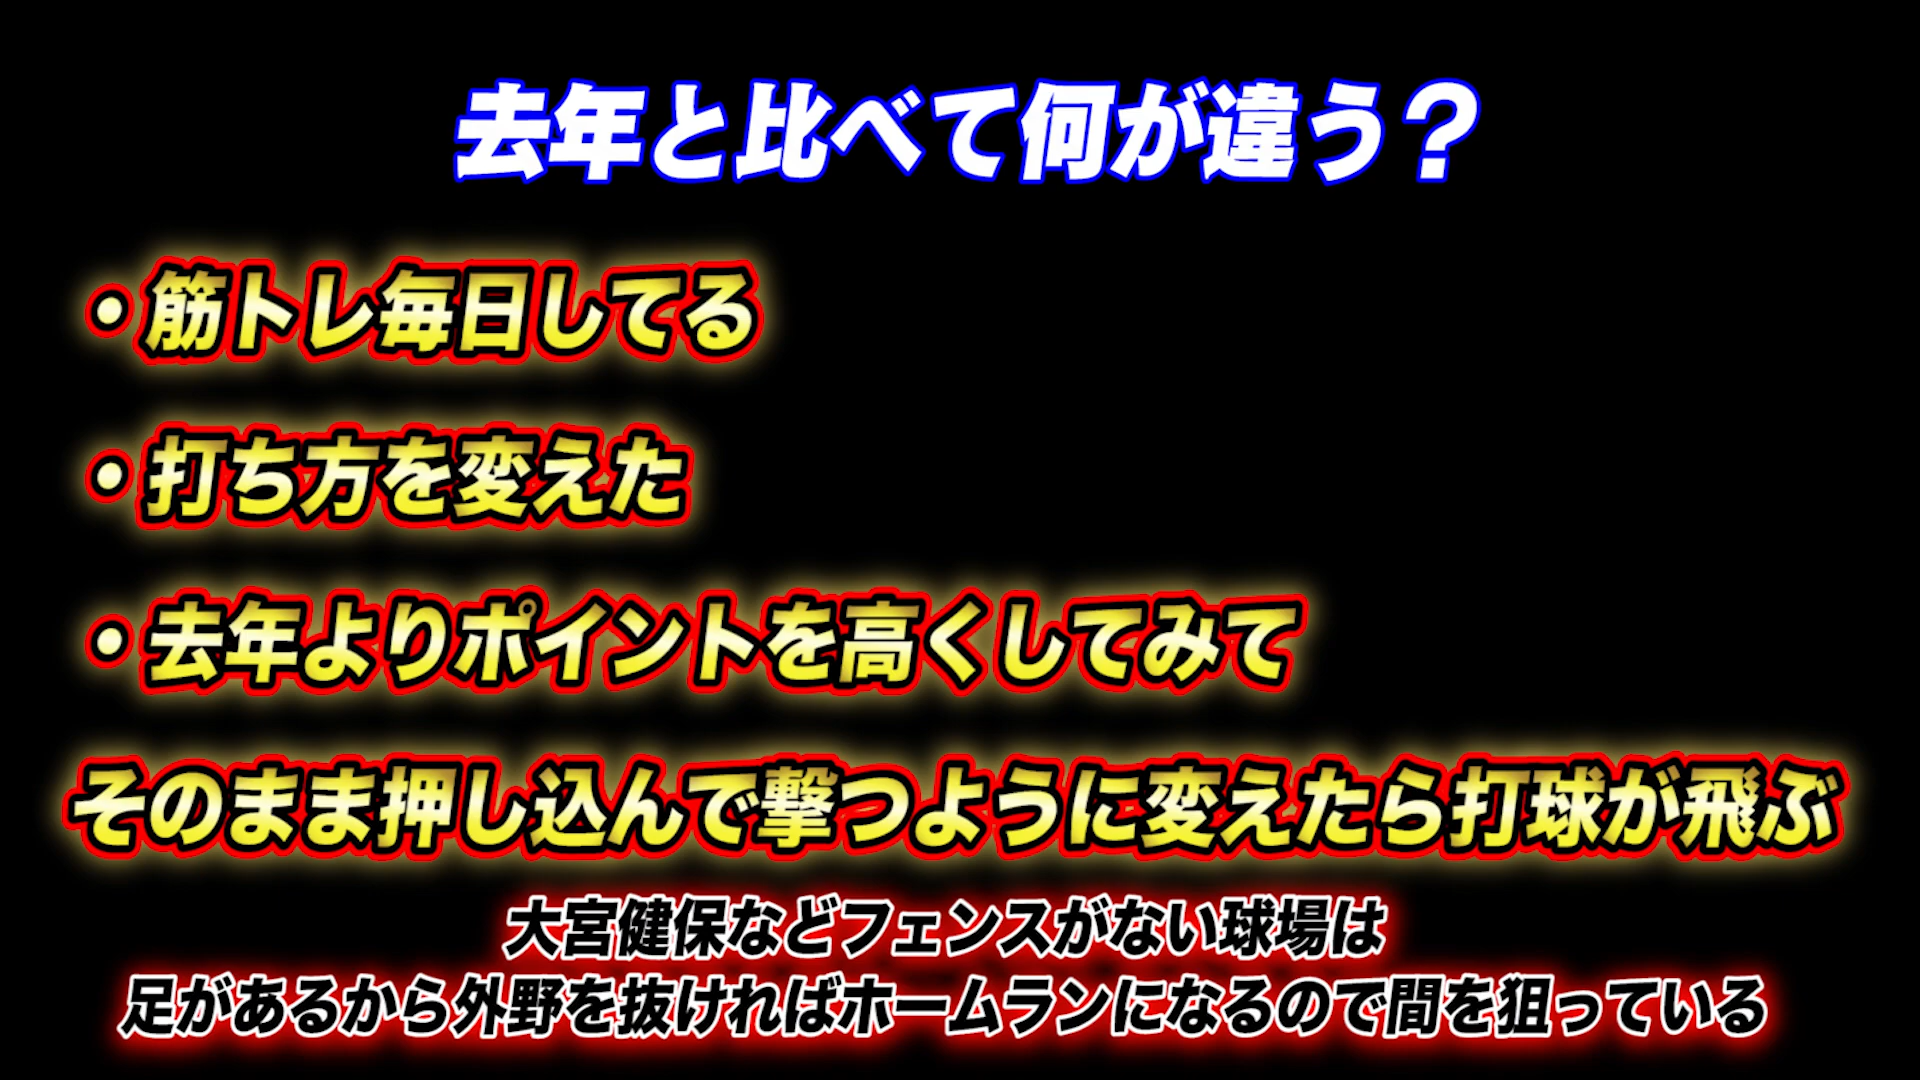 去年と比べて何が違う？
・筋トレ毎日してる
・打ち方を変えた
・去年よりポイントを高くしてみて
そのまま押し込んで撃つように変えたら打球が飛ぶ
大宮健保などフェンスがない球場は
足があるから外野を抜ければホームランになるので間を狙っている